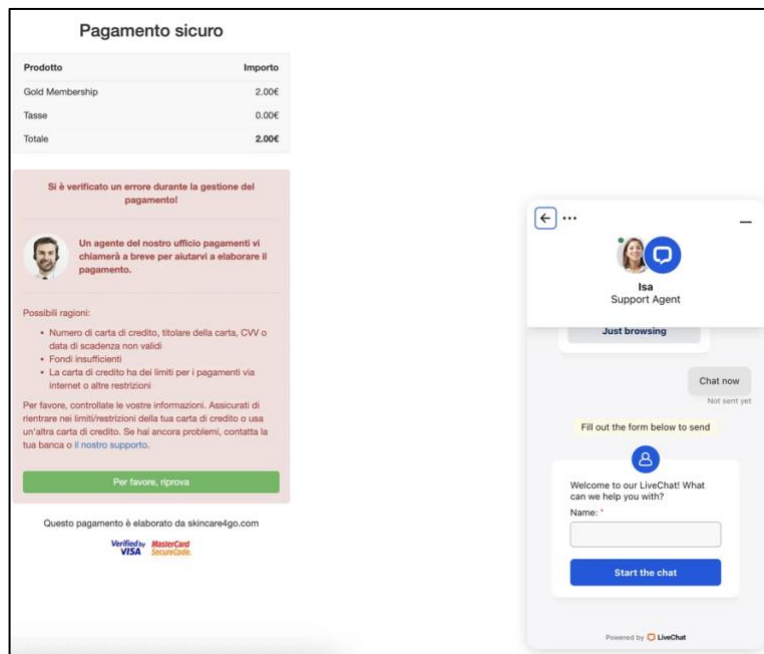 Pagamento sicuro
Prodotto Importo
Gold Membership 2.00€
Tasse 0.00€
Totale 2.00€
Si è verificato un errore durante la gestione del
pagamento!
Un agente del nostro ufficio pagamenti vi
chiamerà a breve per aiutarvi a elaborare il
pagamento.
Possibili ragioni:
• Numero di carta di credito, titolare della carta, CVV o
data di scadenza non validi
• Fondi insufficienti
• La carta di credito ha dei limiti per i pagamenti via
internet o altre restrizioni
Per favore, controllate le vostre informazioni. Assicurati di
rientrare nei limiti/restrizioni della tua carta di credito o usa
un'altra carta di credito. Se hai ancora problemi, contatta la
tua banca o il nostro supporto.
Per favore, riprova
Questo pagamento è elaborato da skincare4go.com
Verified by
VISA
MasterCard
SecureCode.
Isa
Support Agent
Just browsing
Chat now
Not sent yet
Fill out the form below to send
Welcome to our LiveChat! What
can we help you with?
Name: *
Start the chat
Powered by LiveChat